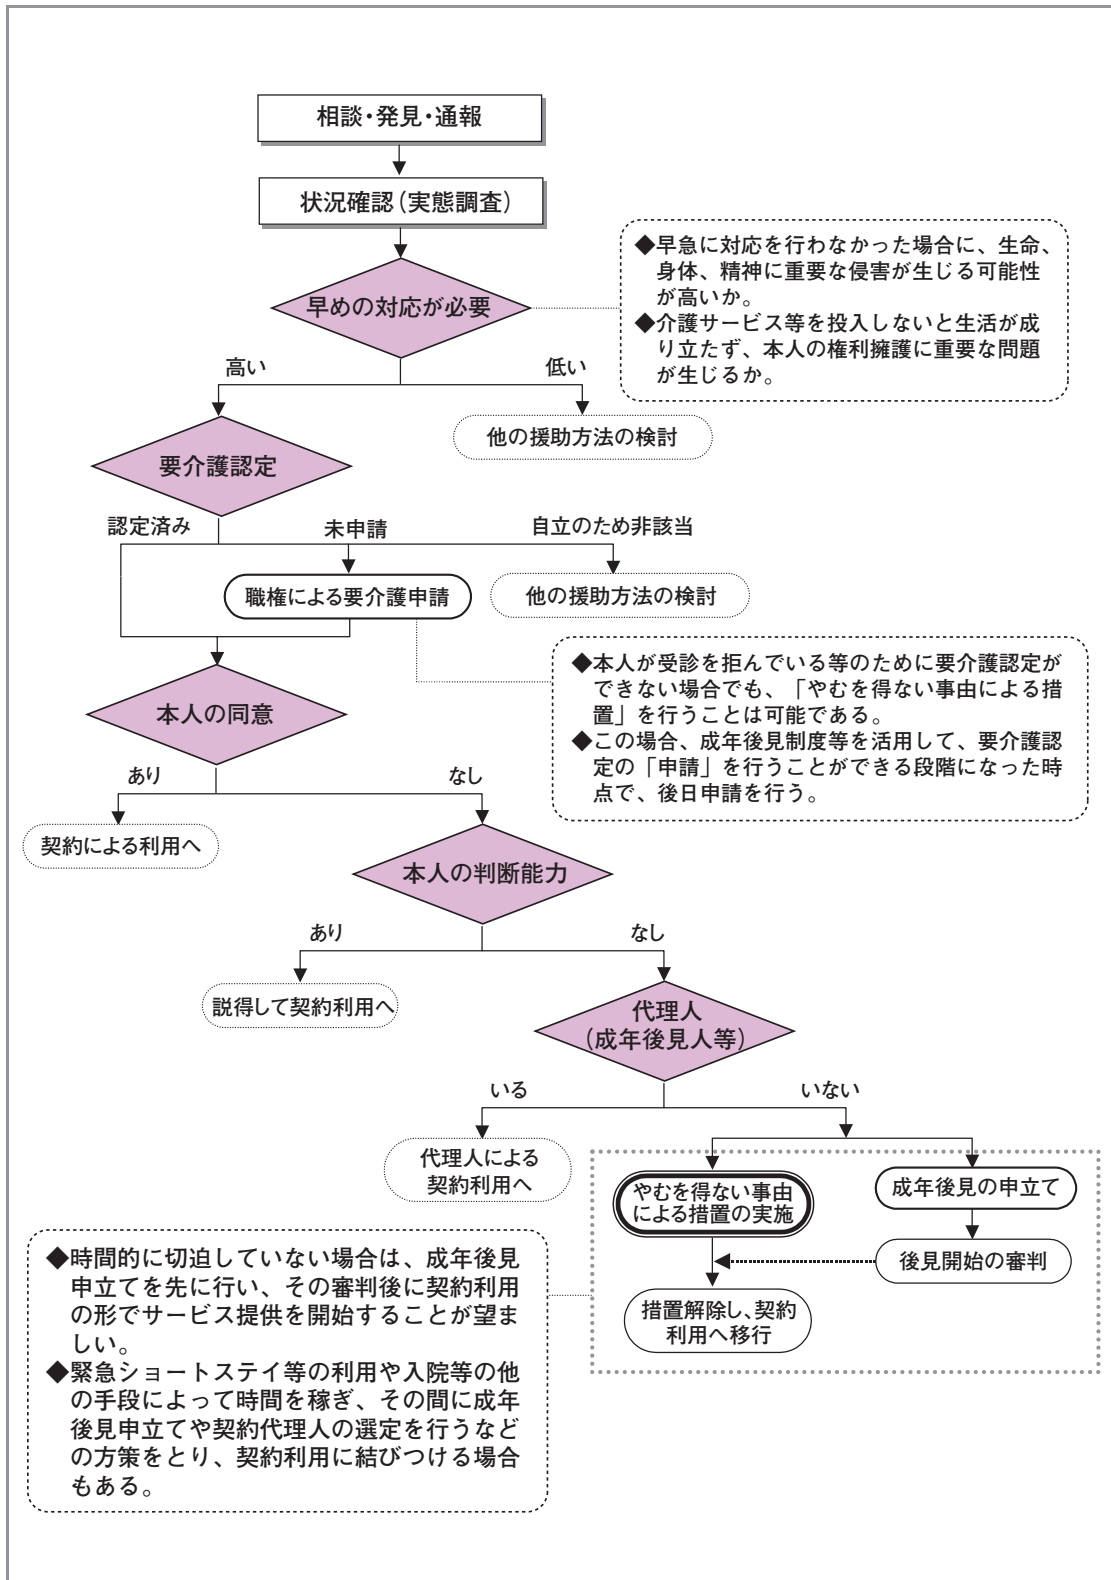 相談・発見・通報
状況確認(実態調査)
早めの対応が必要
◆早急に対応を行わなかった場合に、生命、
身体、精神に重要な侵害が生じる可能性
が高いか。
◆介護サービス等を投入しないと生活が成
り立たず、本人の権利擁護に重要な問題
が生じるか。
高い
低い
他の援助方法の検討
要介護認定
認定済み
未申請
自立のため非該当
職権による要介護申請
他の援助方法の検討
◆本人が受診を拒んでいる等のために要介護認定が
できない場合でも、「やむを得ない事由による措
置」を行うことは可能である。
◆この場合、成年後見制度等を活用して、要介護認
定の「申請」を行うことができる段階になった時
点で、後日申請を行う。
本人の同意
あり
なし
契約による利用へ
本人の判断能力
あり
なし
説得して契約利用へ
代理人
(成年後見人等)
いる
いない
代理人による
契約利用へ
やむを得ない事由
による措置の実施
成年後見の申立て
後見開始の審判
措置解除し、契約
利用へ移行
◆時間的に切迫していない場合は、成年後見
申立てを先に行い、その審判後に契約利用
の形でサービス提供を開始することが望ま
しい。
◆緊急ショートステイ等の利用や入院等の他
の手段によって時間を稼ぎ、その間に成年
後見申立てや契約代理人の選定を行うなど
の方策をとり、契約利用に結びつける場合
もある。